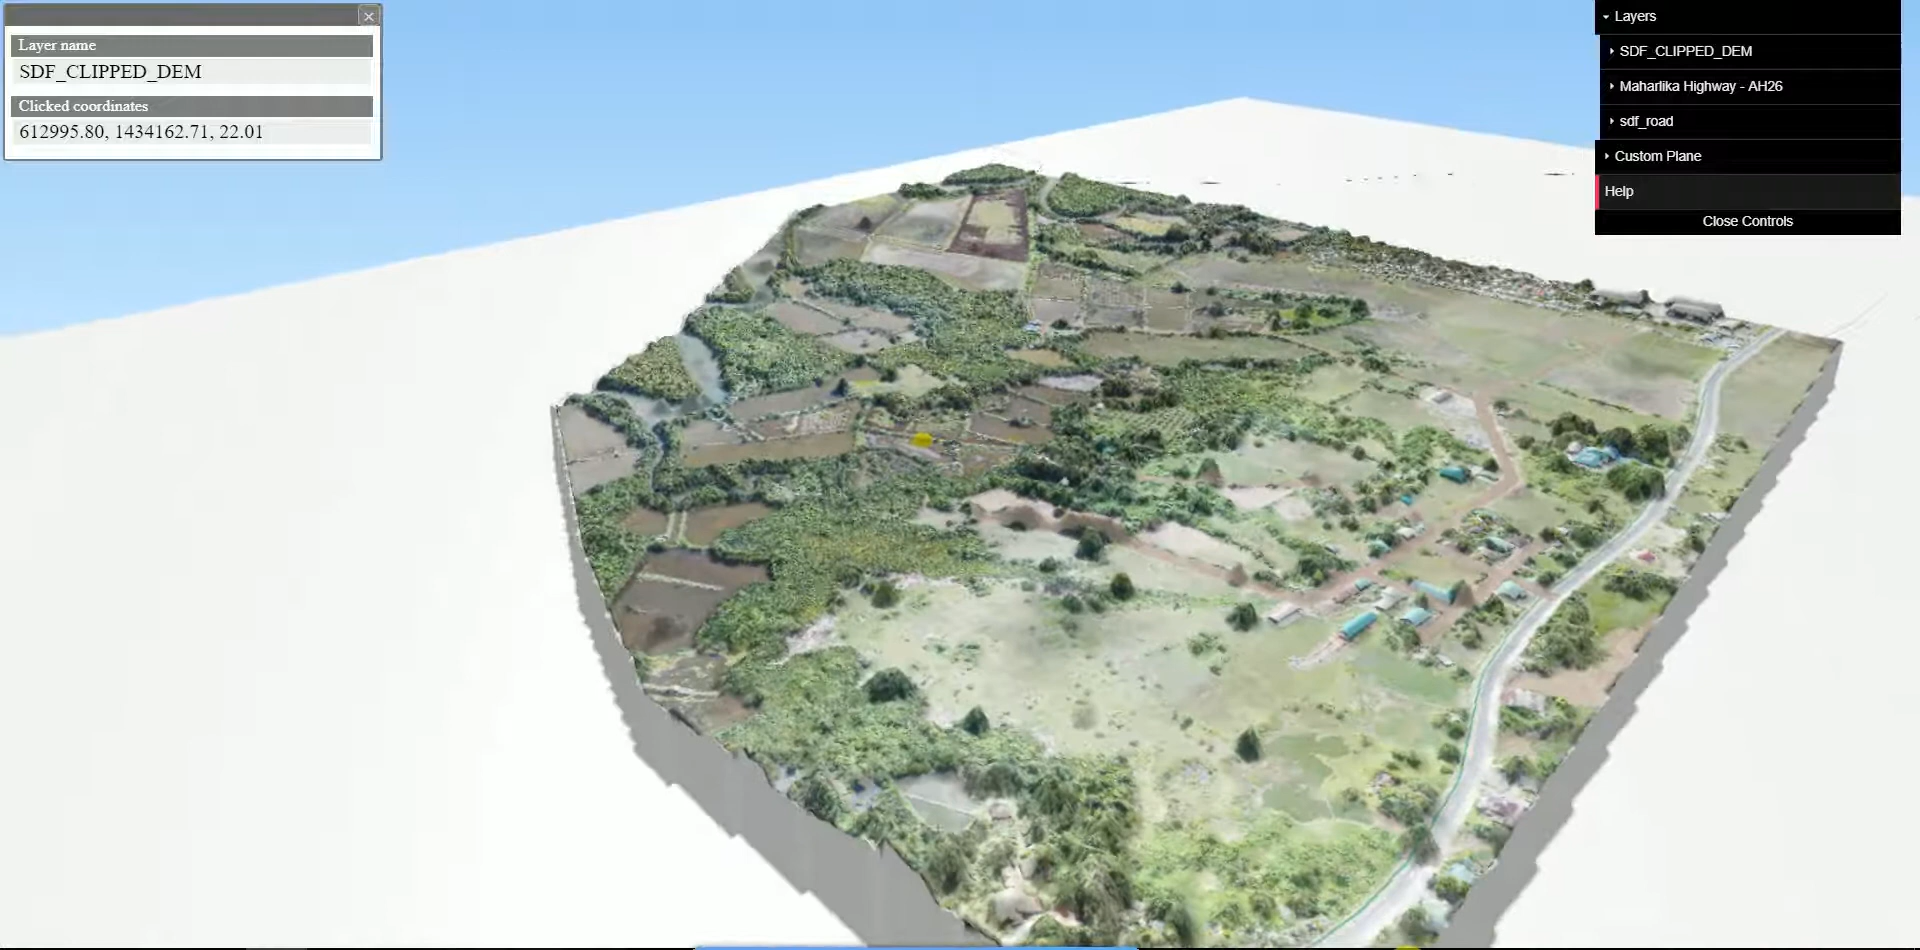 Layer name
SDF_CLIPPED_DEM
Clicked coordinates
612995.80, 1434162.71, 22.01
Layers
SDF_CLIPPED_DEM
Maharlika Highway - AH26
sdf_road
Custom Plane
Help
Close Controls